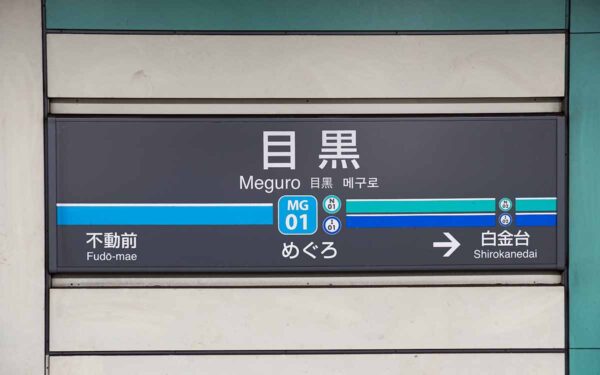 目黒
Meguro 目黑 메구로
MG
01
N
01
I
01
めぐろ
不動前
Fudō-mae
白金台
Shirokanedai